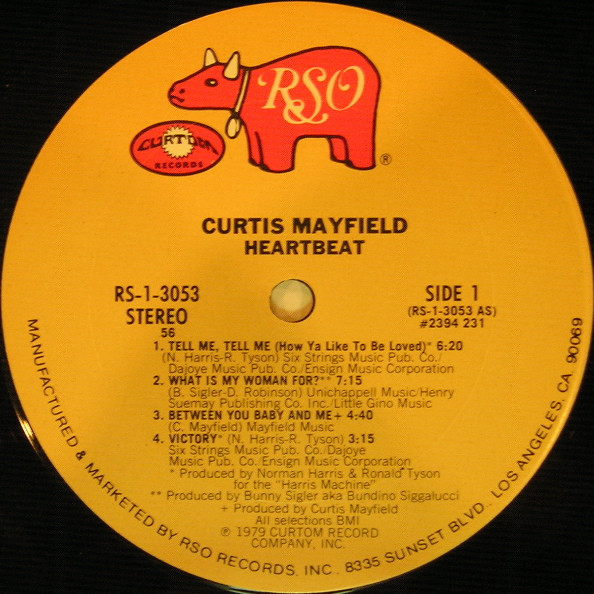 RSO
CURTOM
RECORDS
®
CURTIS MAYFIELD
HEARTBEAT
RS-1-3053
STEREO
56
SIDE 1
(RS-1-3053 AS)
#2394 231
1. TELL ME, TELL ME (How Ya Like To Be Loved)* 6:20
(N. Harris-R. Tyson) Six Strings Music Pub. Co./
Dajoye Music Pub. Co./Ensign Music Corporation
2. WHAT IS MY WOMAN FOR?** 7:15
(B. Sigler-D. Robinson) Unichappell Music/Henry
Suemay Publishing Co. Inc./Little Gino Music
3. BETWEEN YOU BABY AND ME+ 4:40
(C. Mayfield) Mayfield Music
4. VICTORY* (N. Harris-R. Tyson) 3:15
Six Strings Music Pub. Co./Dajoye
Music Pub. Co./Ensign Music Corporation
* Produced by Norman Harris & Ronald Tyson
for the "Harris Machine"
** Produced by Bunny Sigler aka Bundino Siggalucci
+ Produced by Curtis Mayfield
All selections BMI
℗ 1979 CURTOM RECORD
COMPANY, INC.
MANUFACTURED & MARKETED BY RSO RECORDS, INC. 8335 SUNSET BLVD. LOS ANGELES, CA 90069